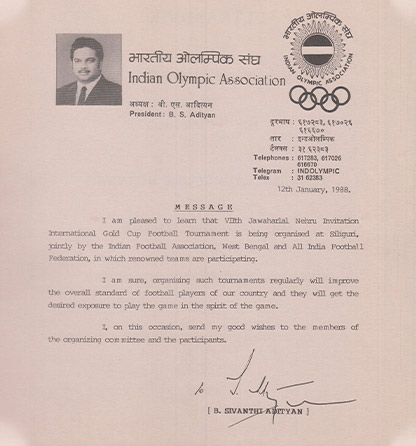 भारतीय ओलम्पिक संघ
Indian Olympic Association
अध्यक्ष : बी. एस. आदित्यन
President : B. S. Adityan
भारतीय ओलम्पिक संघ
INDIAN OLYMPIC ASSOCIATION
दूरभाष : ६१७२८३, ६१७०२६
६१६६७०
तार : इन्डओलम्पिक
टैलक्स : ३१ ६२३८३
Telephones : 617283, 617026
616670
Telegram : INDOLYMPIC
Telex : 31 62383
12th January, 1988.
MESSAGE
I am pleased to learn that VIIth Jawaharlal Nehru Invitation
International Gold Cup Football Tournament is being organised at Siliguri,
jointly by the Indian Football Association, West Bengal and All India Football
Federation, in which renowned teams are participating.
I am sure, organising such tournaments regularly will improve
the overall standard of football players of our country and they will get the
desired exposure to play the game in the spirit of the game.
I, on this occasion, send my good wishes to the members of
the organizing committee and the participants.
[ B. SIVANTHI ADITYAN ]